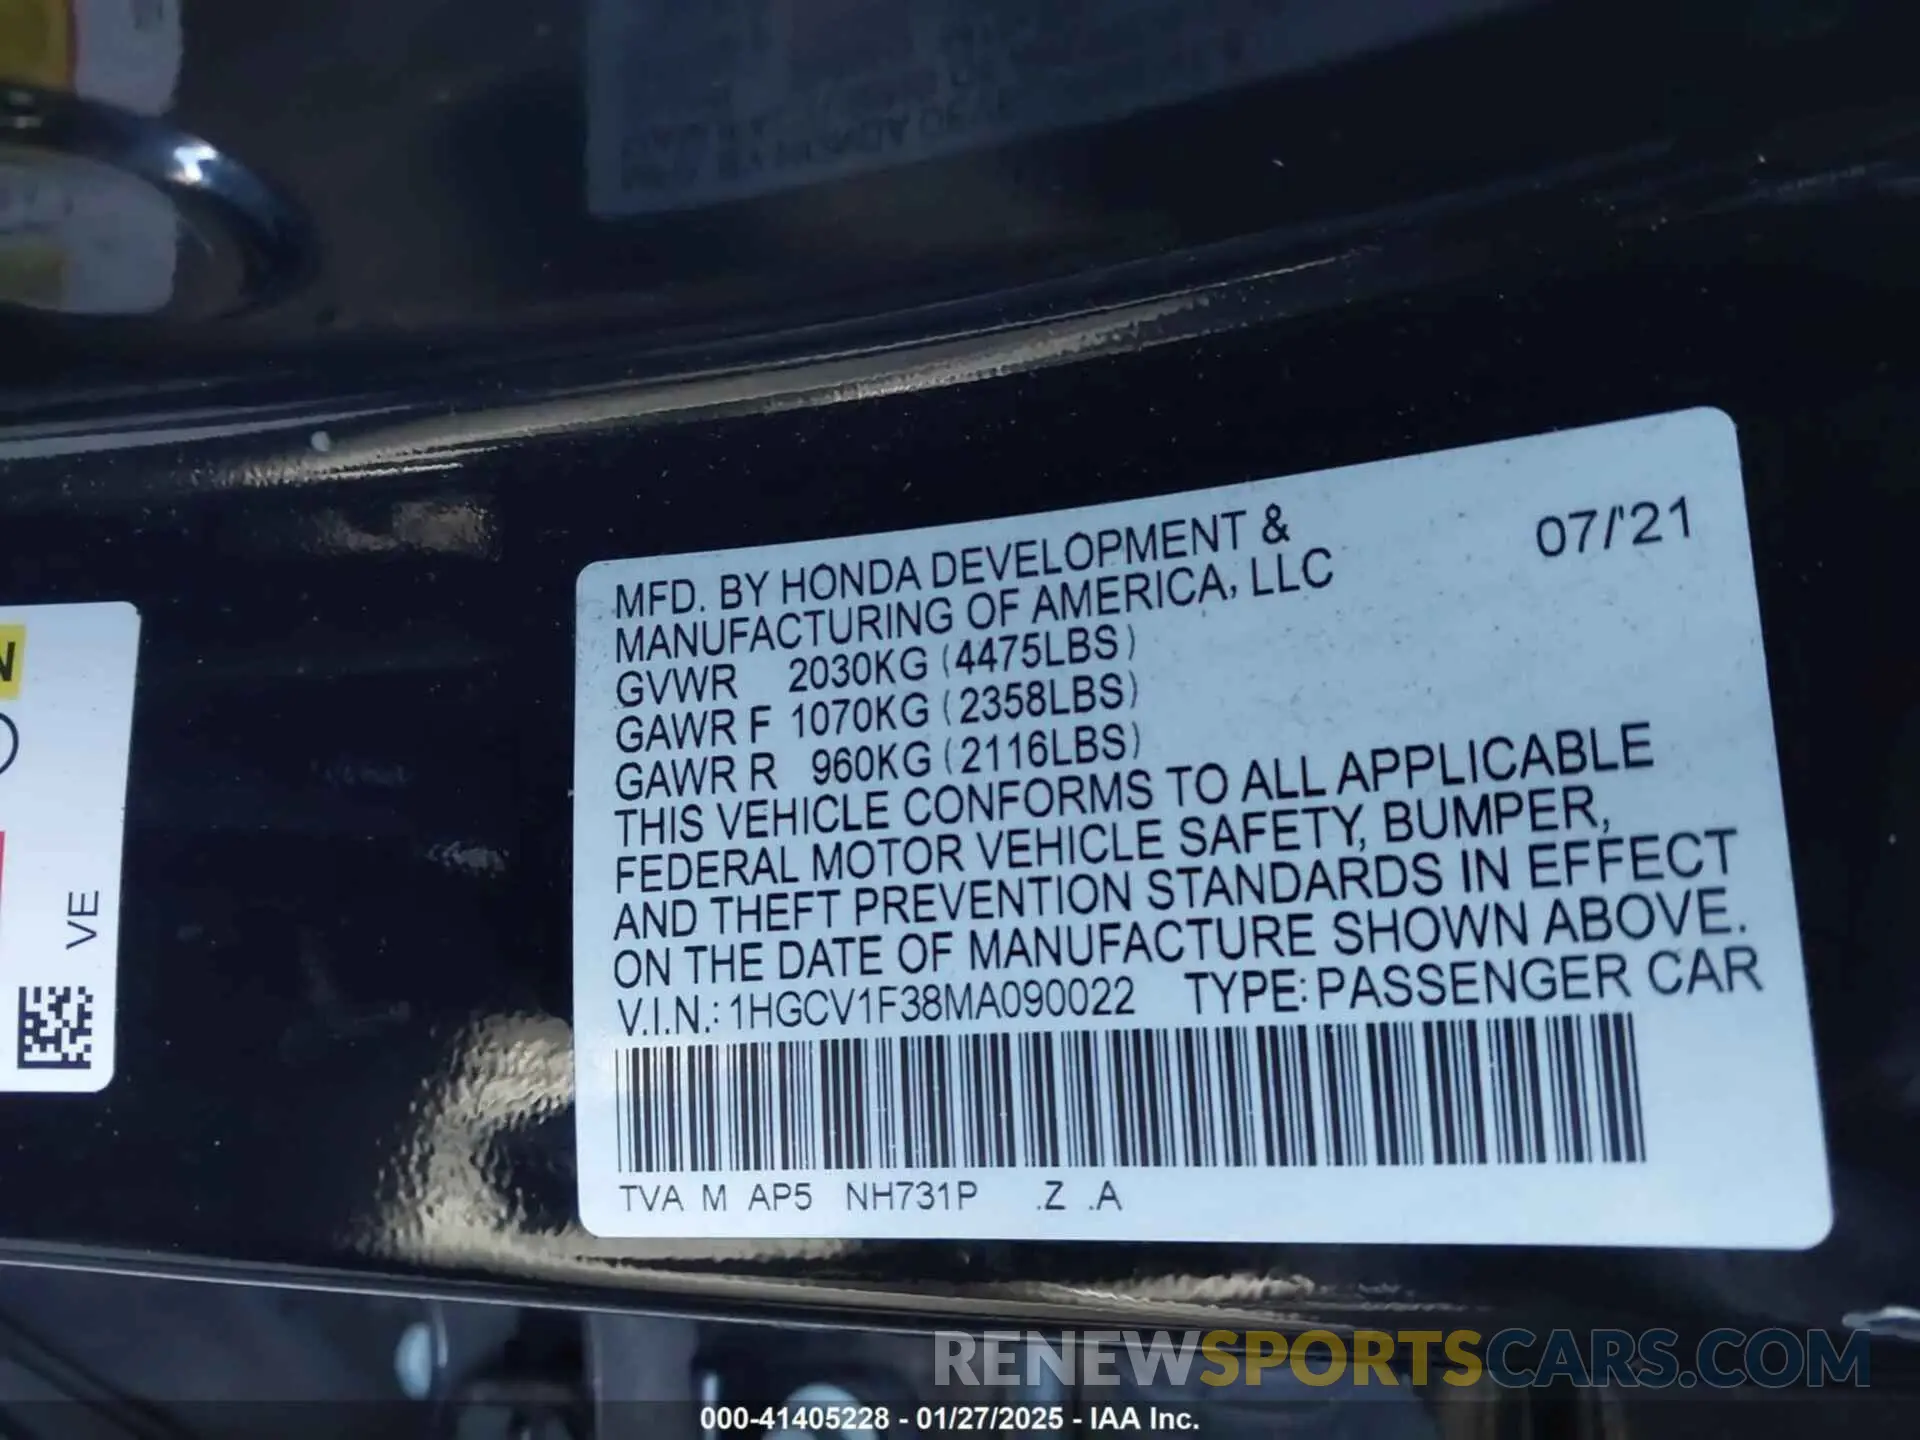 07/'21
MFD. BY HONDA DEVELOPMENT &
MANUFACTURING OF AMERICA, LLC
GVWR 2030KG (4475LBS)
GAWR F 1070KG (2358LBS)
GAWR R 960KG (2116LBS)
THIS VEHICLE CONFORMS TO ALL APPLICABLE
FEDERAL MOTOR VEHICLE SAFETY, BUMPER,
AND THEFT PREVENTION STANDARDS IN EFFECT
ON THE DATE OF MANUFACTURE SHOWN ABOVE.
V.I.N.: 1HGCV1F38MA090022 TYPE: PASSENGER CAR
TVA M AP5 NH731P .Z .A
N
VE
RENEWSPORTSCARS.COM
000-41405228 - 01/27/2025 - IAA Inc.